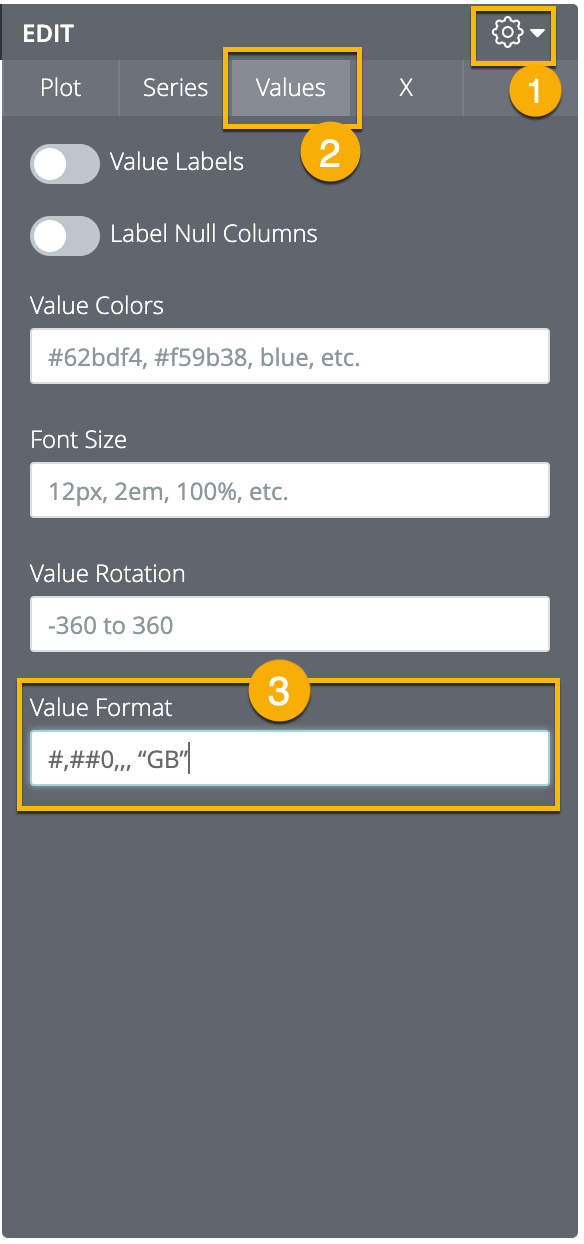 EDIT
1
Plot Series Values X
2
Value Labels
Label Null Columns
Value Colors
#62bdf4, #f59b38, blue, etc.
Font Size
12px, 2em, 100%, etc.
Value Rotation
-360 to 360
3
Value Format
#,##0,,, “GB”